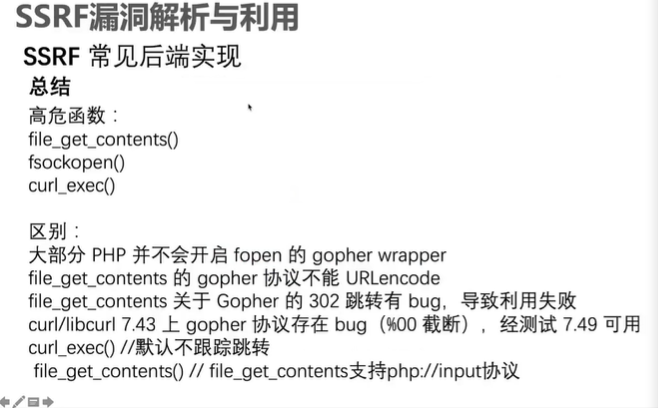 SSRF漏洞解析与利用
SSRF 常见后端实现
总结
高危函数：
file_get_contents()
fsockopen()
curl_exec()
区别：
大部分 PHP 并不会开启 fopen 的 gopher wrapper
file_get_contents 的 gopher 协议不能 URLencode
file_get_contents 关于 Gopher 的 302 跳转有 bug，导致利用失败
curl/libcurl 7.43 上 gopher 协议存在 bug（%00 截断），经测试 7.49 可用
curl_exec() //默认不跟踪跳转
file_get_contents() // file_get_contents支持php://input协议